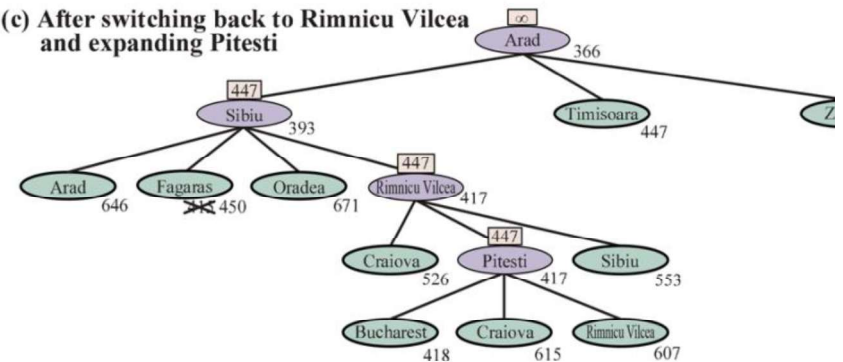 (c) After switching back to Rimnicu Vilcea
and expanding Pitesti
∞
Arad
366
447
Sibiu
393
Timisoara
447
Z
Arad
646
Fagaras
450
Oradea
671
447
Rimnicu Vilcea
417
Craiova
526
447
Pitesti
417
Sibiu
553
Bucharest
418
Craiova
615
Rimnicu Vilcea
607